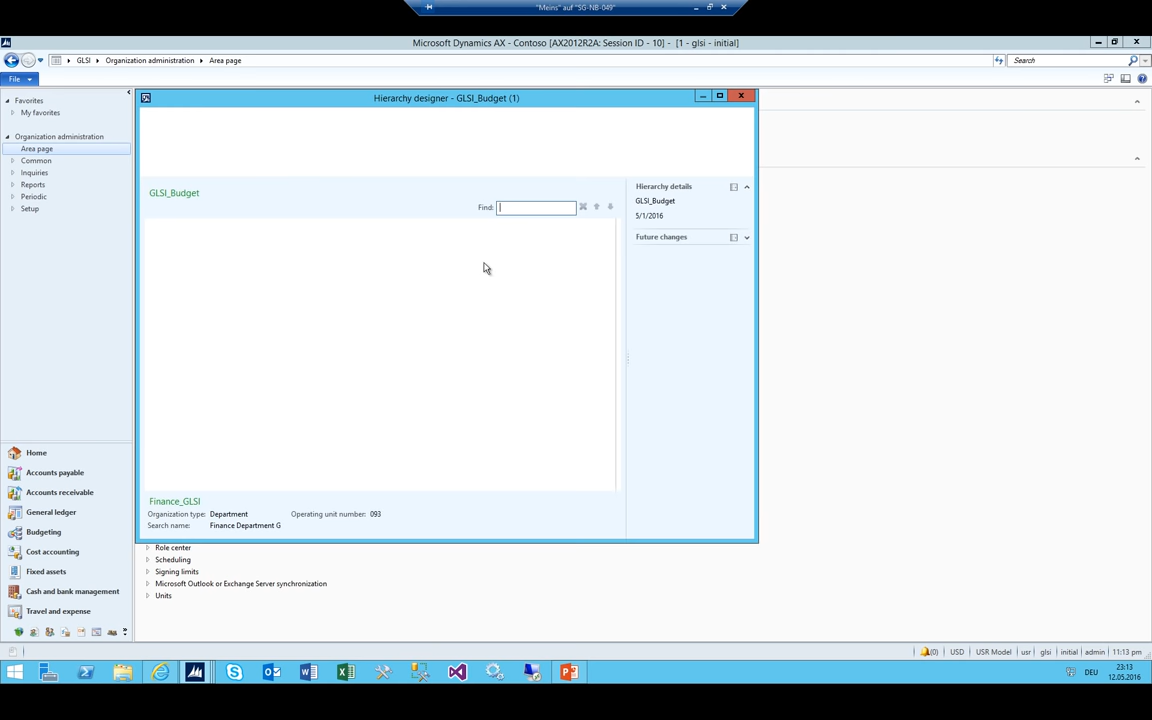 "Meins" auf "SG-NB-049"
Microsoft Dynamics AX - Contoso [AX2012R2A: Session ID - 10] - [1 - glsi - initial]
GLSI Organization administration Area page Search
File
Favorites
My favorites
Organization administration
Area page
Common
Inquiries
Reports
Periodic
Setup
Home
Accounts payable
Accounts receivable
General ledger
Budgeting
Cost accounting
Fixed assets
Cash and bank management
Travel and expense
Hierarchy designer - GLSI_Budget (1)
GLSI_Budget
Find:
Hierarchy details
GLSI_Budget
5/1/2016
Future changes
Finance_GLSI
Organization type: Department Operating unit number: 093
Search name: Finance Department G
Role center
Scheduling
Signing limits
Microsoft Outlook or Exchange Server synchronization
Units
(0) USD USR Model usr glsi initial admin 11:13 pm
DEU 23:13
12.05.2016